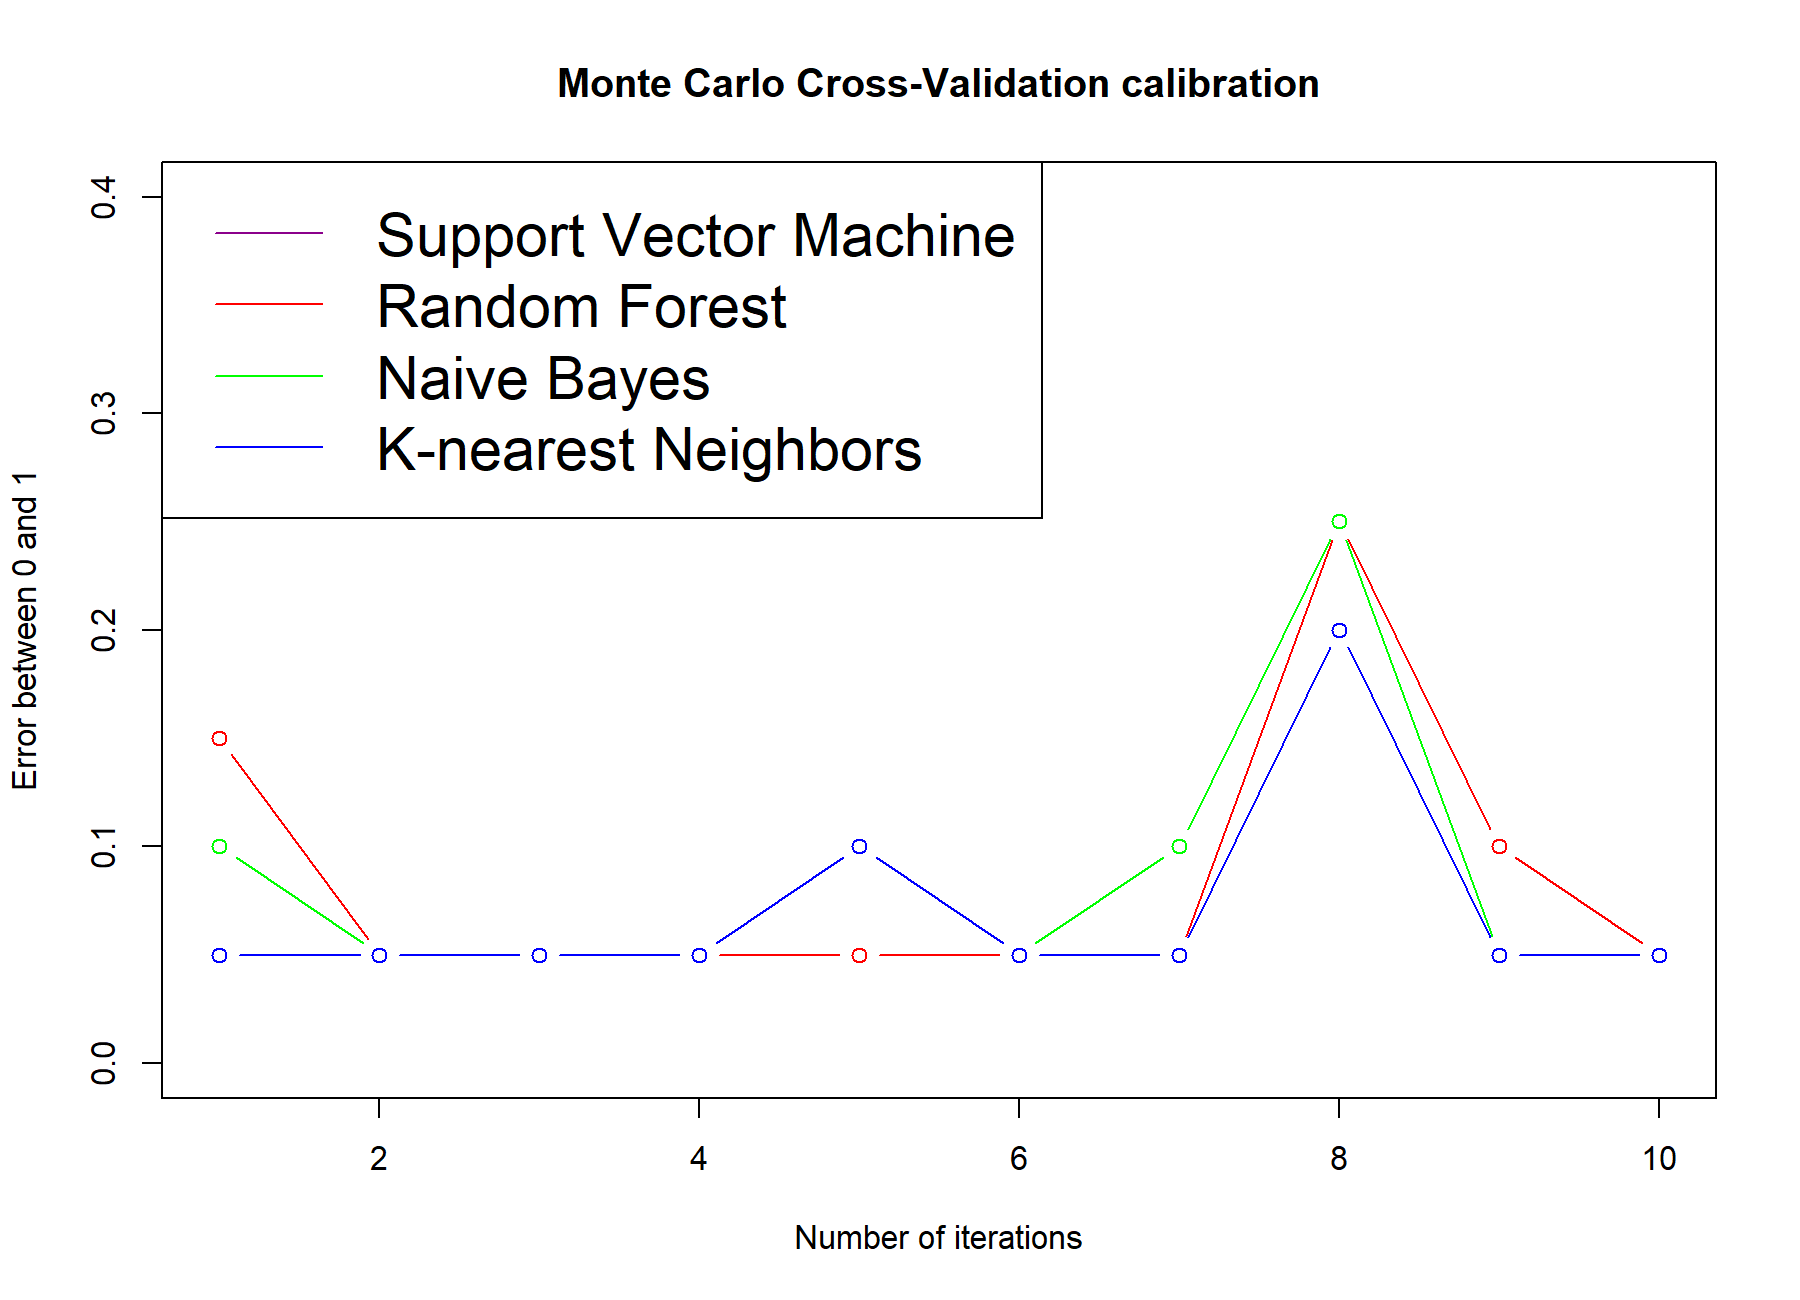 Monte Carlo Cross-Validation calibration
Support Vector Machine
Random Forest
Naive Bayes
K-nearest Neighbors
Error between 0 and 1
0.4
0.3
0.2
0.1
0.0
2 4 6 8 10
Number of iterations